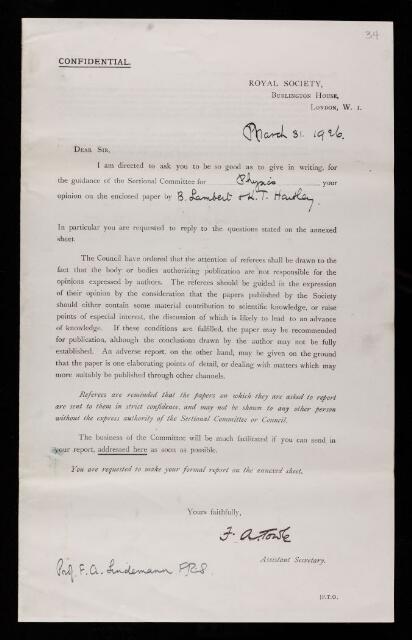 34
CONFIDENTIAL.
ROYAL SOCIETY,
BURLINGTON HOUSE,
LONDON, W. 1.
March 31. 1926.
DEAR SIR,
I am directed to ask you to be so good as to give in writing, for
the guidance of the Sectional Committee for Physics your
opinion on the enclosed paper by B. Lambert & H. T. Hartley
In particular you are requested to reply to the questions stated on the annexed
sheet.
The Council have ordered that the attention of referees shall be drawn to the
fact that the body or bodies authorizing publication are not responsible for the
opinions expressed by authors. The referees should be guided in the expression
of their opinion by the consideration that the papers published by the Society
should either contain some material contribution to scientific knowledge, or raise
points of especial interest, the discussion of which is likely to lead to an advance
of knowledge. If these conditions are fulfilled, the paper may be recommended
for publication, although the conclusions drawn by the author may not be fully
established. An adverse report, on the other hand, may be given on the ground
that the paper is one elaborating points of detail, or dealing with matters which may
more suitably be published through other channels.
Referees are reminded that the papers on which they are asked to report
are sent to them in strict confidence, and may not be shown to any other person
without the express authority of the Sectional Committee or Council.
The business of the Committee will be much facilitated if you can send in
your report, addressed here as soon as possible.
You are requested to make your formal report on the annexed sheet.
Yours faithfully,
F. A. Towle
Assistant Secretary.
Prof. F. A. Lindemann F.R.S.
[P.T.O.